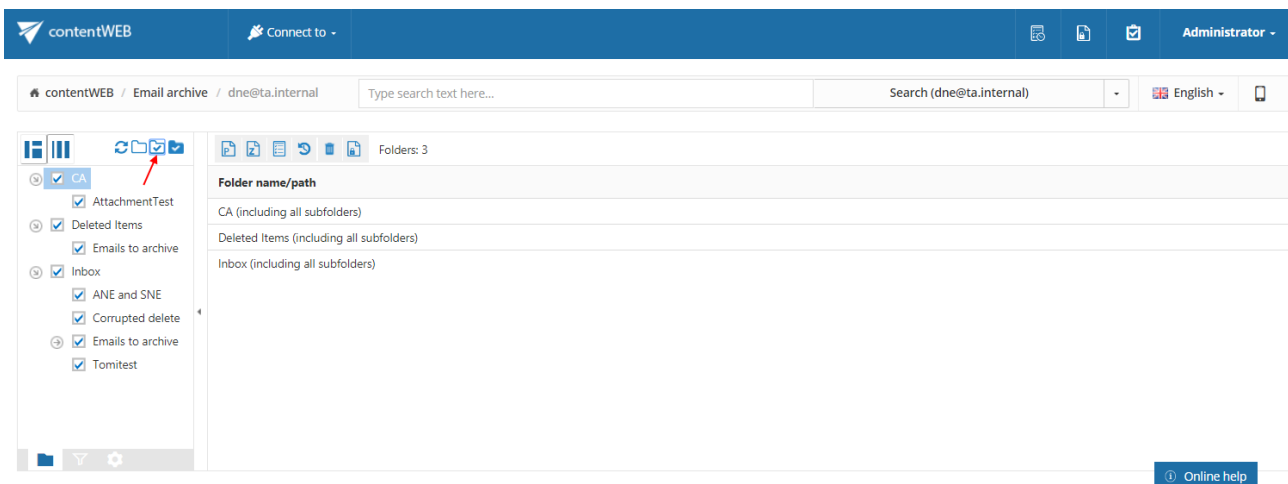 contentWEB Connect to Administrator
contentWEB / Email archive / dne@ta.internal Type search text here... Search (dne@ta.internal) English
Folders: 3
CA
Folder name/path
AttachmentTest
CA (including all subfolders)
Deleted Items
Deleted Items (including all subfolders)
Emails to archive
Inbox
Inbox (including all subfolders)
ANE and SNE
Corrupted delete
Emails to archive
Tomitest
Online help